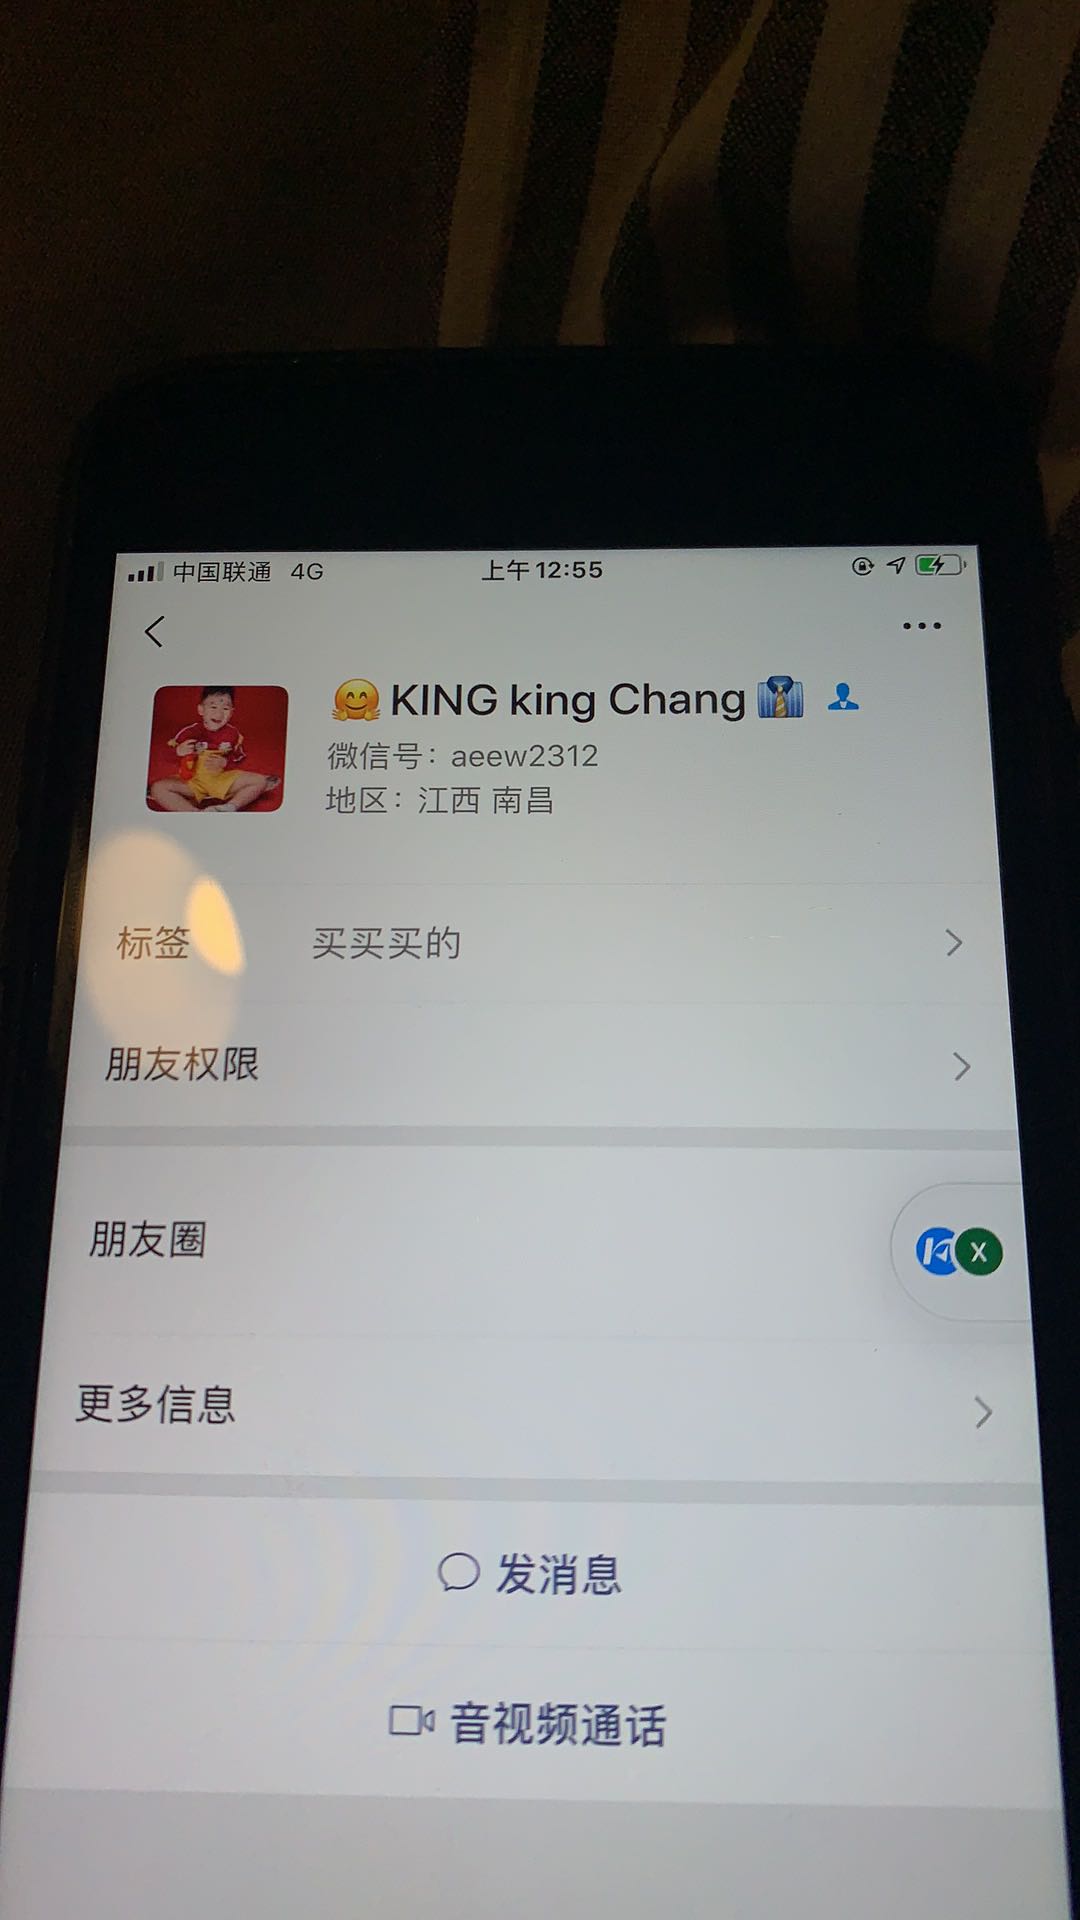 中国联通 4G 上午12:55
🤗 KING king Chang 👔
微信号：aeew2312
地区：江西 南昌
标签 买买买的
朋友权限
朋友圈
X
更多信息
发消息
音视频通话